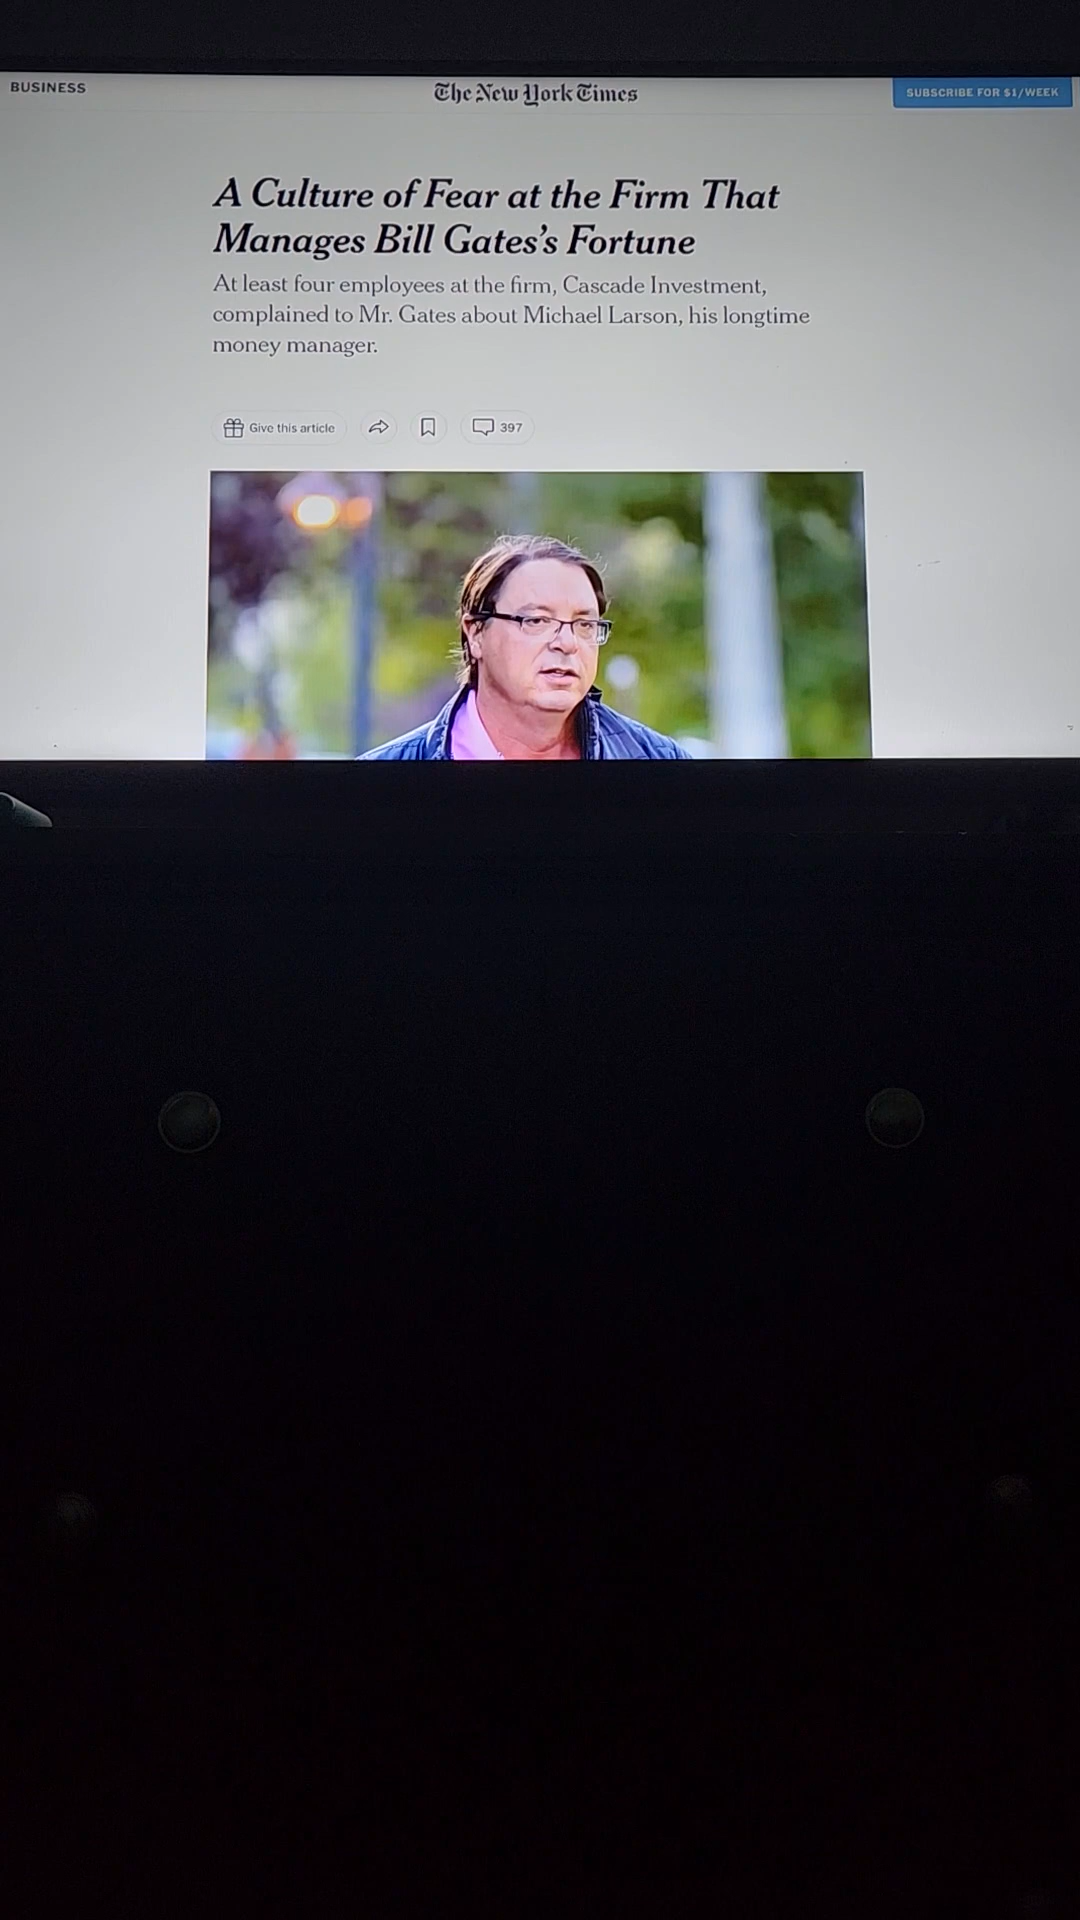 BUSINESS
The New York Times
SUBSCRIBE FOR $1/WEEK
A Culture of Fear at the Firm That
Manages Bill Gates’s Fortune
At least four employees at the firm, Cascade Investment,
complained to Mr. Gates about Michael Larson, his longtime
money manager.
Give this article
397